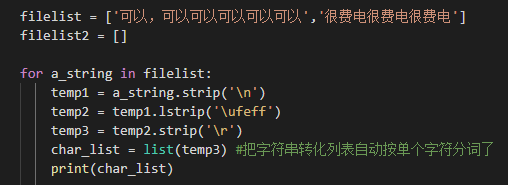 filelist = ['可以，可以可以可以可以可以','很费电很费电很费电']
filelist2 = []
for a_string in filelist:
temp1 = a_string.strip('\n')
temp2 = temp1.lstrip('\ufeff')
temp3 = temp2.strip('\r')
char_list = list(temp3) #把字符串转化列表自动按单个字符分词了
print(char_list)